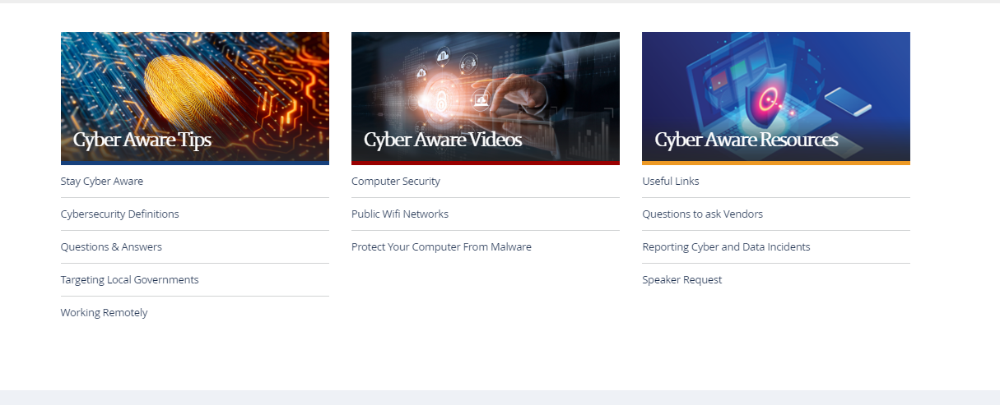 Cyber Aware Tips
Stay Cyber Aware
Cybersecurity Definitions
Questions & Answers
Targeting Local Governments
Working Remotely
Cyber Aware Videos
Computer Security
Public Wifi Networks
Protect Your Computer From Malware
Cyber Aware Resources
Useful Links
Questions to ask Vendors
Reporting Cyber and Data Incidents
Speaker Request